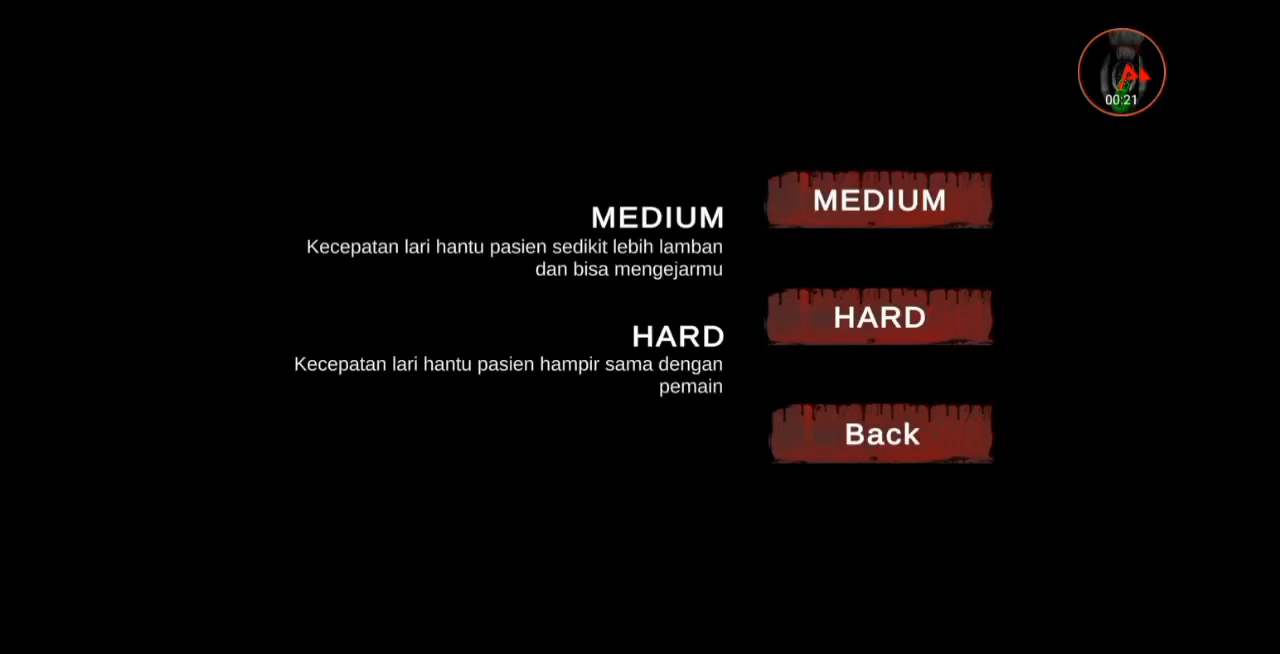 00:21
MEDIUM
Kecepatan lari hantu pasien sedikit lebih lamban
dan bisa mengejarmu
MEDIUM
HARD
Kecepatan lari hantu pasien hampir sama dengan
pemain
HARD
Back